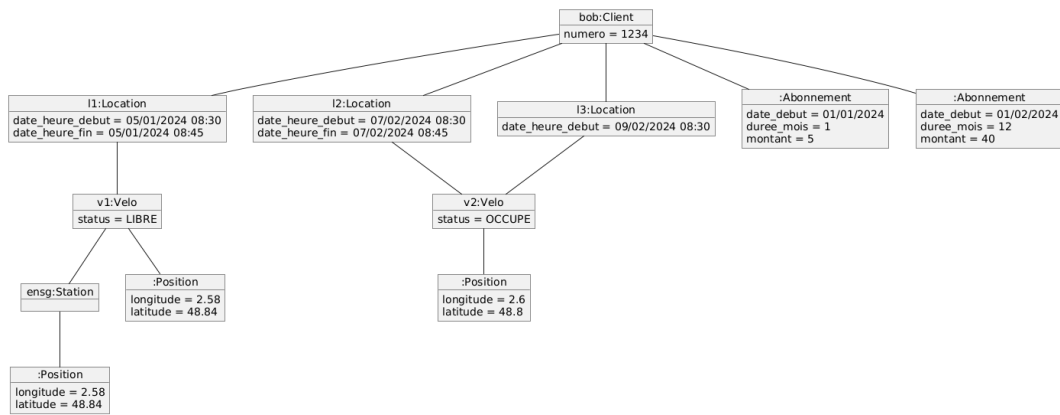 bob:Client
numero = 1234
l1:Location
date_heure_debut = 05/01/2024 08:30
date_heure_fin = 05/01/2024 08:45
l2:Location
date_heure_debut = 07/02/2024 08:30
date_heure_fin = 07/02/2024 08:45
l3:Location
date_heure_debut = 09/02/2024 08:30
:Abonnement
date_debut = 01/01/2024
duree_mois = 1
montant = 5
:Abonnement
date_debut = 01/02/2024
duree_mois = 12
montant = 40
v1:Velo
status = LIBRE
v2:Velo
status = OCCUPE
ensg:Station
:Position
longitude = 2.58
latitude = 48.84
:Position
longitude = 2.6
latitude = 48.8
:Position
longitude = 2.58
latitude = 48.84